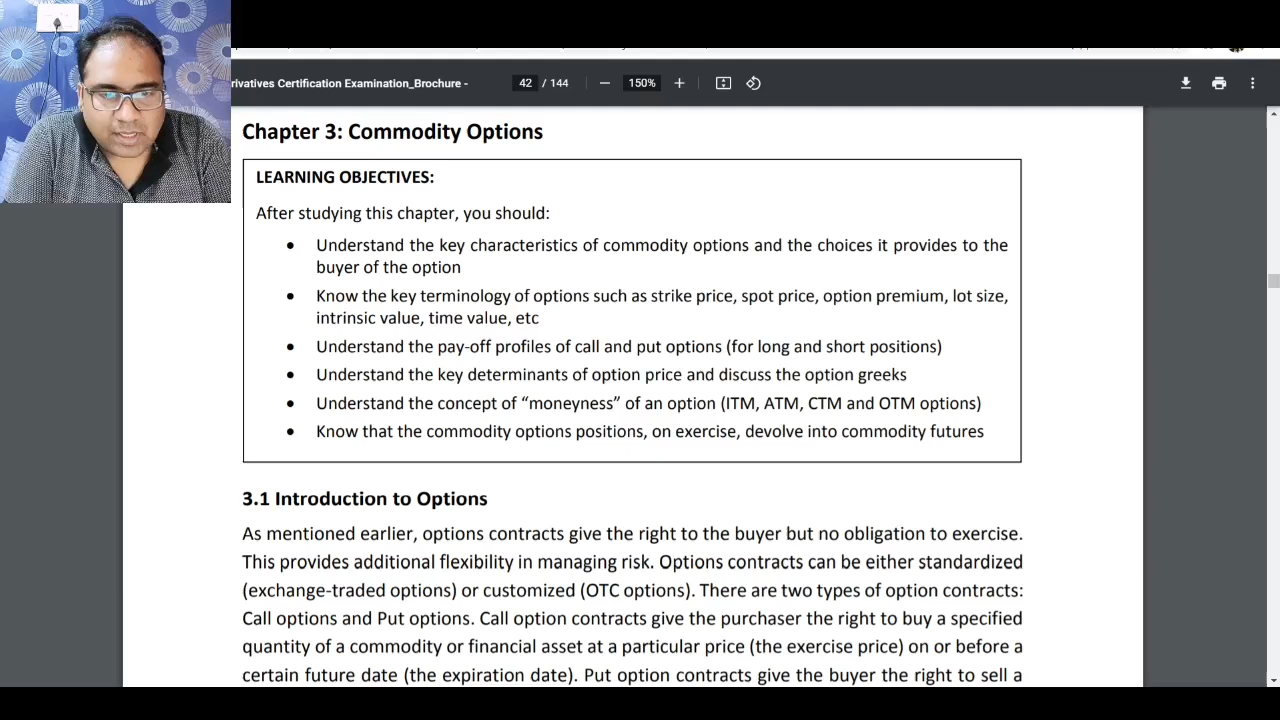 rivatives Certification Examination_Brochure -
42 / 144
150%
Chapter 3: Commodity Options
LEARNING OBJECTIVES:
After studying this chapter, you should:
• Understand the key characteristics of commodity options and the choices it provides to the
buyer of the option
• Know the key terminology of options such as strike price, spot price, option premium, lot size,
intrinsic value, time value, etc
• Understand the pay-off profiles of call and put options (for long and short positions)
• Understand the key determinants of option price and discuss the option greeks
• Understand the concept of “moneyness” of an option (ITM, ATM, CTM and OTM options)
• Know that the commodity options positions, on exercise, devolve into commodity futures
3.1 Introduction to Options
As mentioned earlier, options contracts give the right to the buyer but no obligation to exercise.
This provides additional flexibility in managing risk. Options contracts can be either standardized
(exchange-traded options) or customized (OTC options). There are two types of option contracts:
Call options and Put options. Call option contracts give the purchaser the right to buy a specified
quantity of a commodity or financial asset at a particular price (the exercise price) on or before a
certain future date (the expiration date). Put option contracts give the buyer the right to sell a